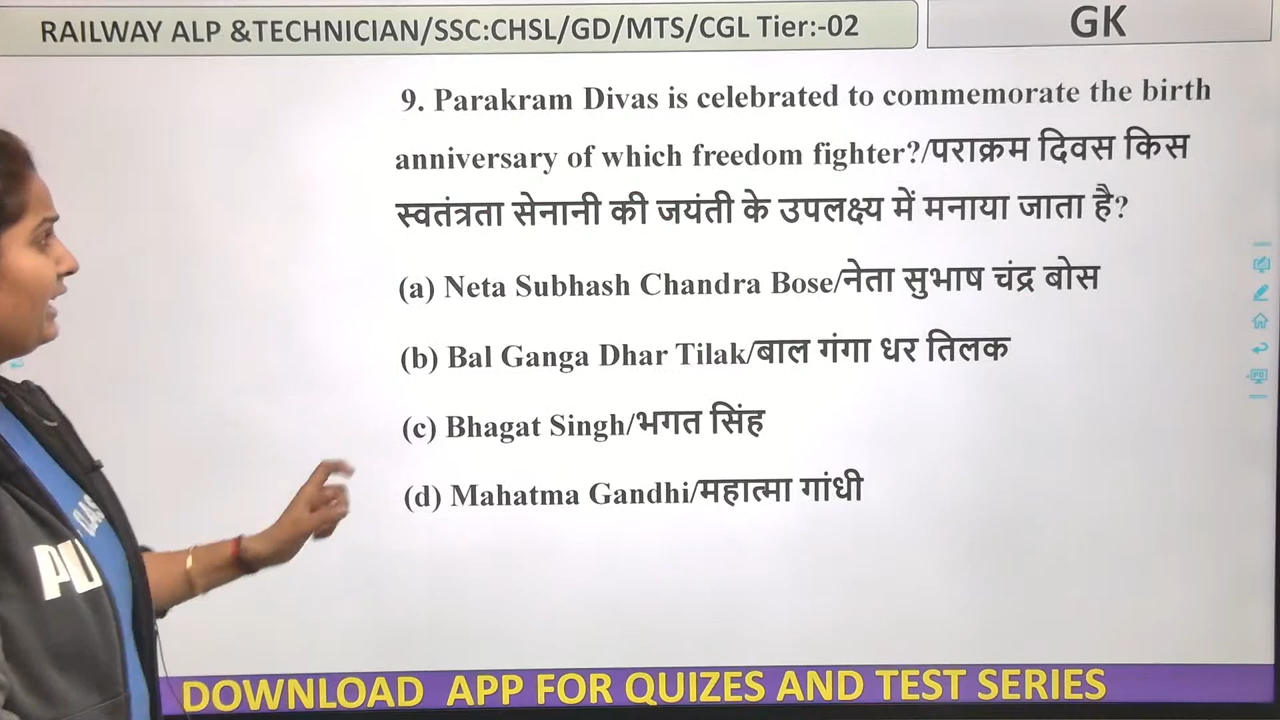 RAILWAY ALP &TECHNICIAN/SSC:CHSL/GD/MTS/CGL Tier:-02
GK
9. Parakram Divas is celebrated to commemorate the birth
anniversary of which freedom fighter?/पराक्रम दिवस किस
स्वतंत्रता सेनानी की जयंती के उपलक्ष्य में मनाया जाता है?
(a) Neta Subhash Chandra Bose/नेता सुभाष चंद्र बोस
(b) Bal Ganga Dhar Tilak/बाल गंगा धर तिलक
(c) Bhagat Singh/भगत सिंह
(d) Mahatma Gandhi/महात्मा गांधी
DOWNLOAD APP FOR QUIZES AND TEST SERIES